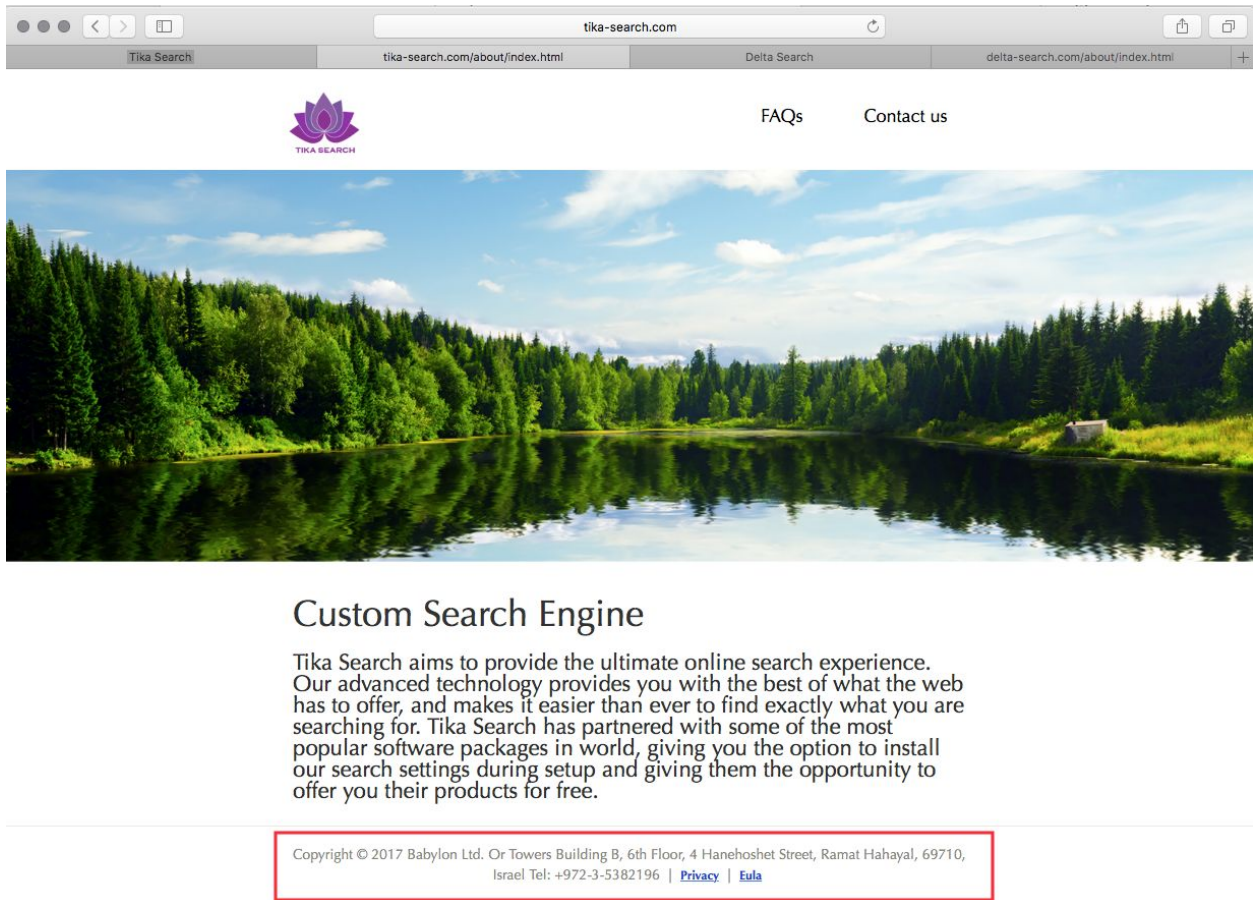 tika-search.com
Tika Search
tika-search.com/about/index.html
Delta Search
delta-search.com/about/index.html
TIKA SEARCH
FAQs
Contact us
Custom Search Engine
Tika Search aims to provide the ultimate online search experience.
Our advanced technology provides you with the best of what the web
has to offer, and makes it easier than ever to find exactly what you are
searching for. Tika Search has partnered with some of the most
popular software packages in world, giving you the option to install
our search settings during setup and giving them the opportunity to
offer you their products for free.
Copyright © 2017 Babylon Ltd. Or Towers Building B, 6th Floor, 4 Hanehoshet Street, Ramat Hahayal, 69710,
Israel Tel: +972-3-5382196 | Privacy | Eula